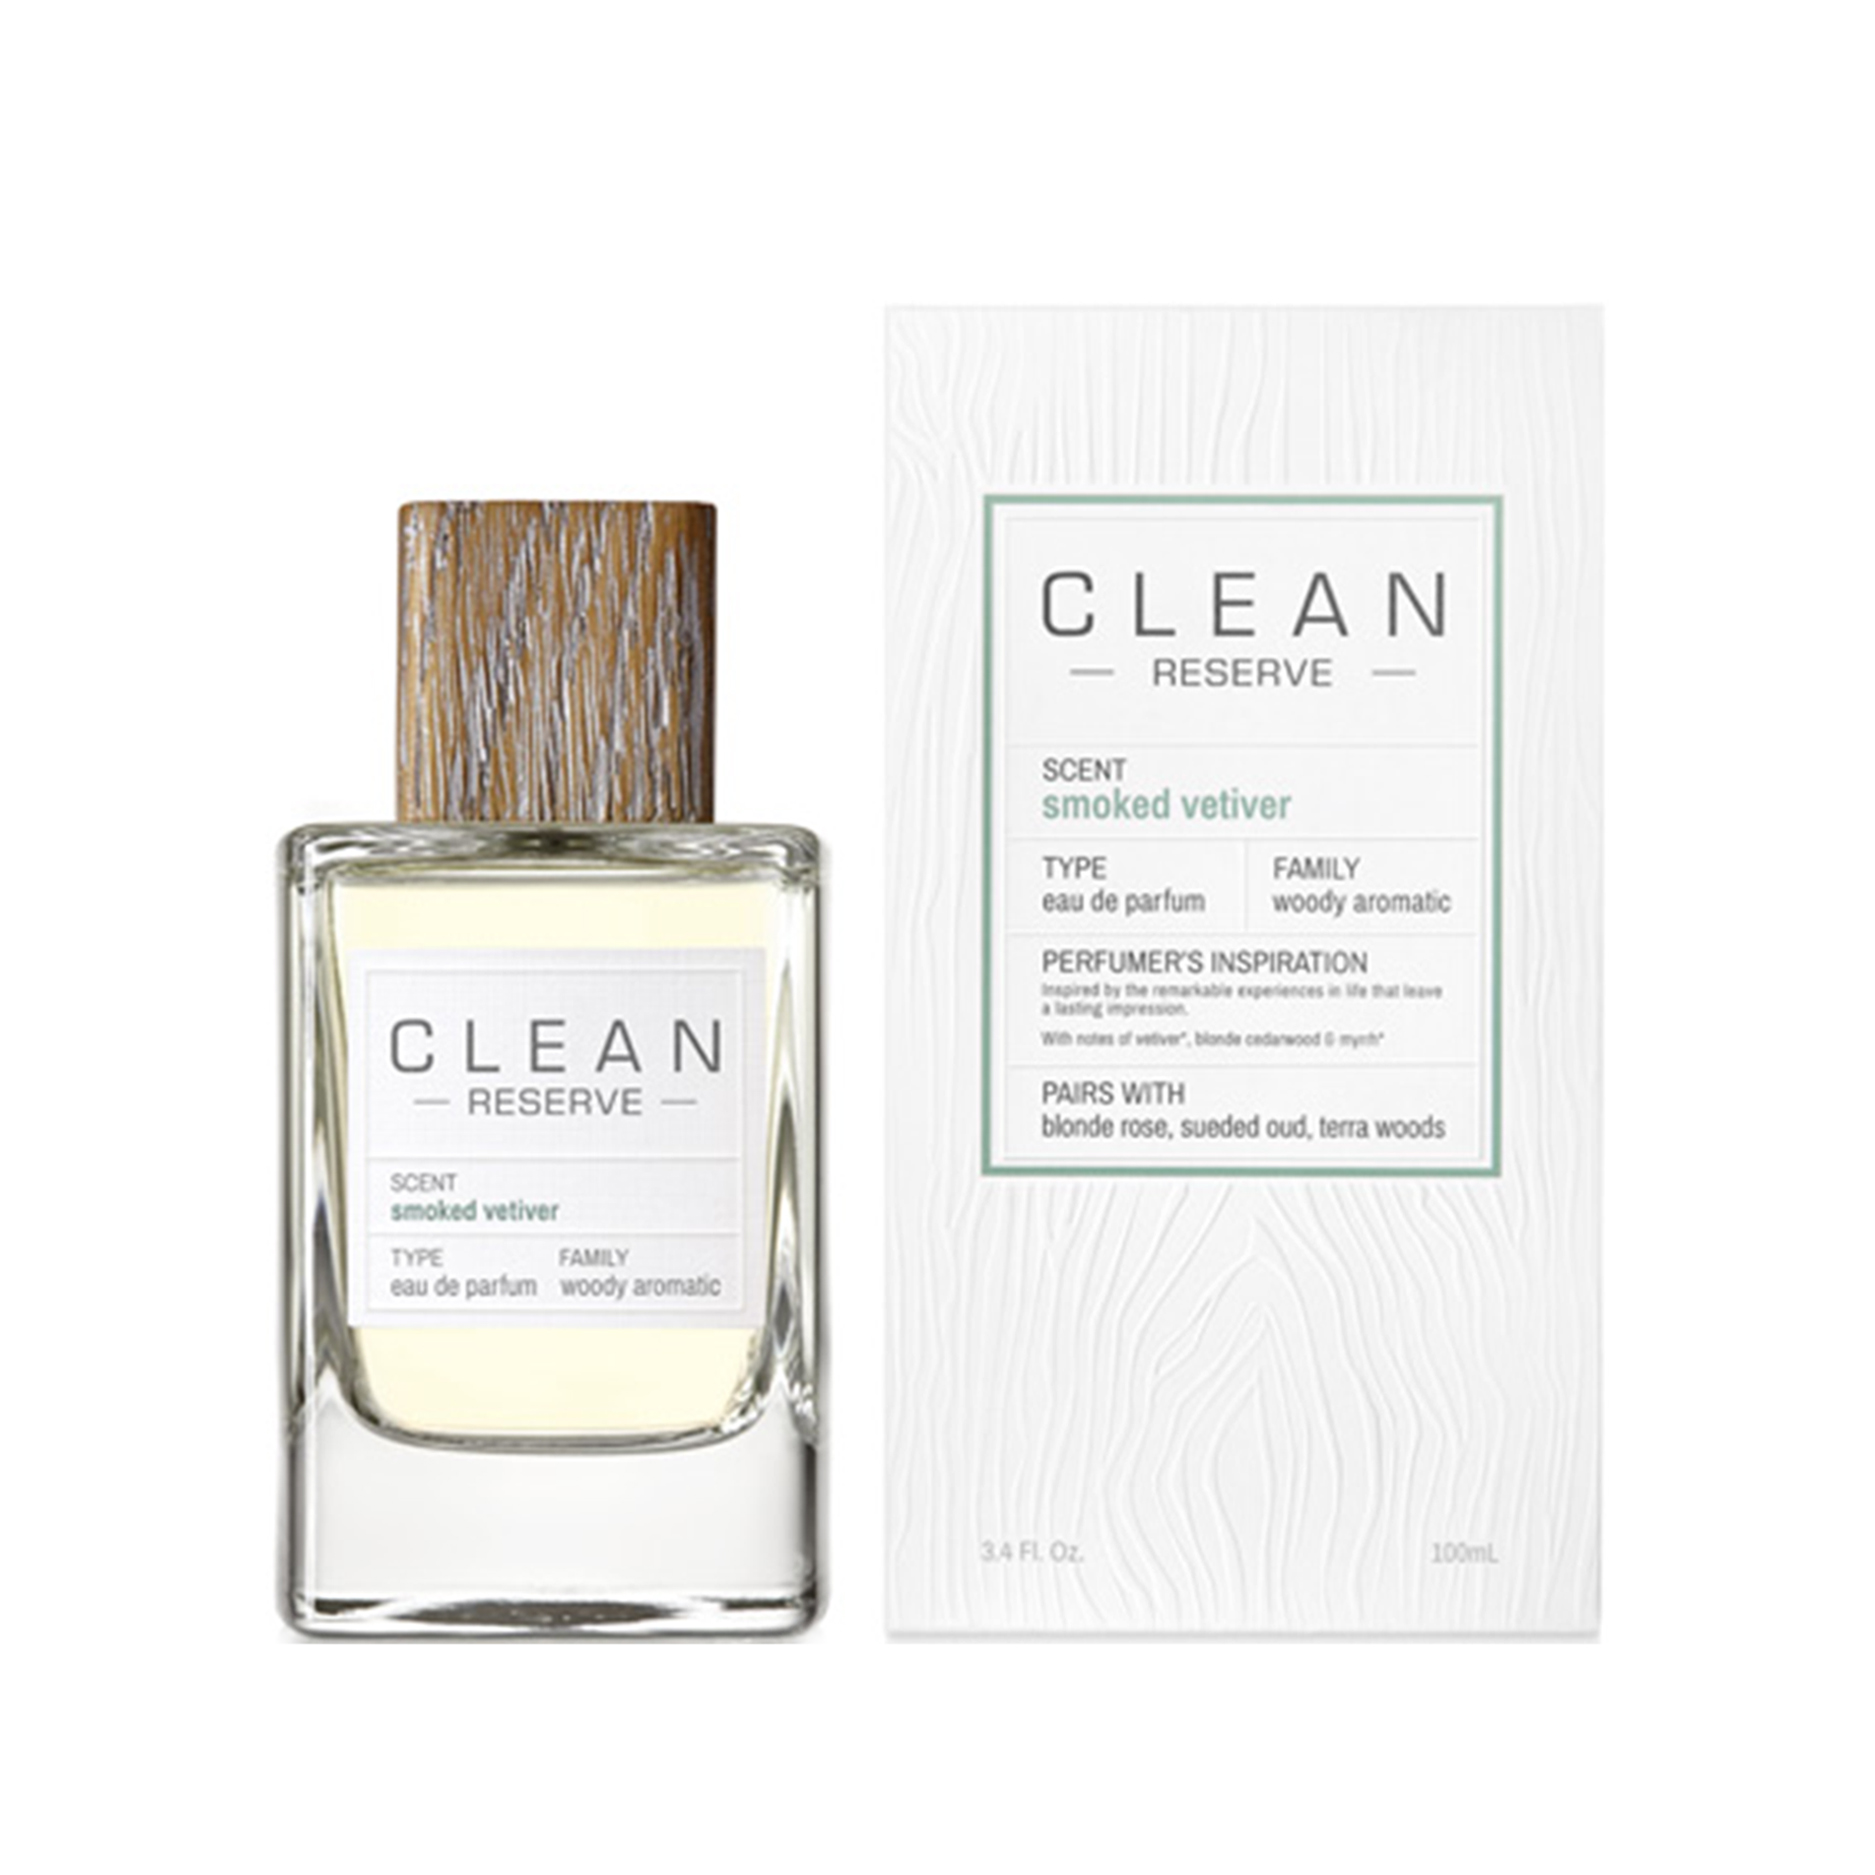 CLEAN
— RESERVE —
SCENT
smoked vetiver
TYPE FAMILY
eau de parfum woody aromatic
CLEAN
— RESERVE —
SCENT
smoked vetiver
TYPE FAMILY
eau de parfum woody aromatic
PERFUMER'S INSPIRATION
Inspired by the remarkable experiences in life that leave
a lasting impression.
With notes of vetiver*, blonde cedarwood & myrrh*
PAIRS WITH
blonde rose, sueded oud, terra woods
3.4 Fl. Oz. 100mL